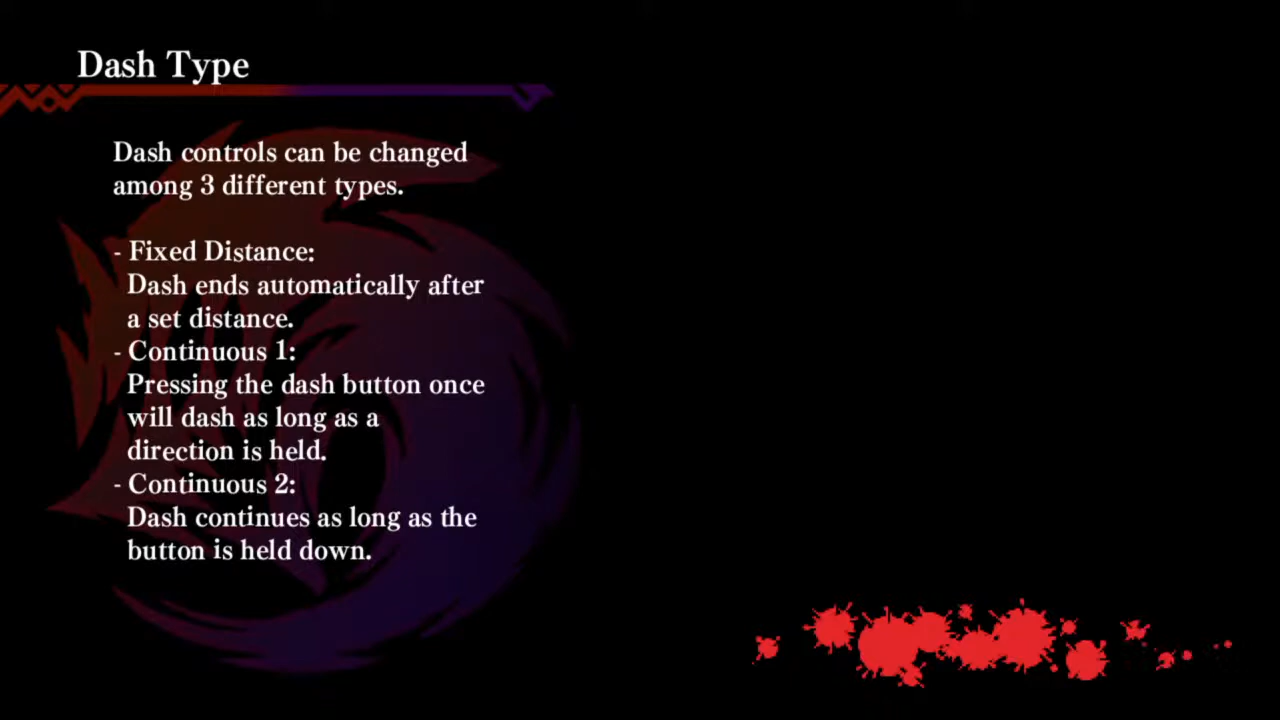 Dash Type
Dash controls can be changed
among 3 different types.
- Fixed Distance:
Dash ends automatically after
a set distance.
- Continuous 1:
Pressing the dash button once
will dash as long as a
direction is held.
- Continuous 2:
Dash continues as long as the
button is held down.